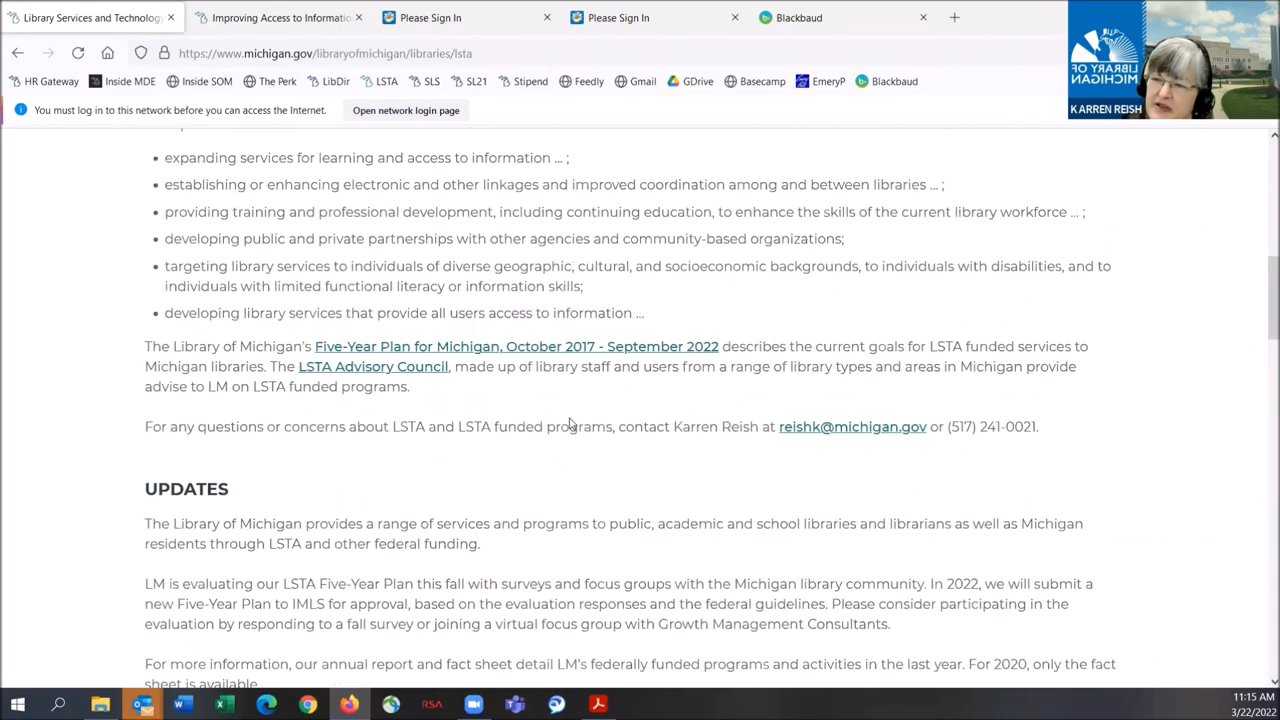 Library Services and Technology
Improving Access to Informatio
Please Sign In
Please Sign In
Blackbaud
https://www.michigan.gov/libraryofmichigan/libraries/lsta
HR Gateway
Inside MDE
Inside SOM
The Perk
LibDir
LSTA
SL21
Stipend
Feedly
Gmail
GDrive
Basecamp
EmeryP
Blackbaud
LIBRARY OF
MICHIGAN
KARREN REISH
You must log in to this network before you can access the Internet.
Open network login page
• expanding services for learning and access to information ... ;
• establishing or enhancing electronic and other linkages and improved coordination among and between libraries ... ;
• providing training and professional development, including continuing education, to enhance the skills of the current library workforce ... ;
• developing public and private partnerships with other agencies and community-based organizations;
• targeting library services to individuals of diverse geographic, cultural, and socioeconomic backgrounds, to individuals with disabilities, and to
individuals with limited functional literacy or information skills;
• developing library services that provide all users access to information ...
The Library of Michigan's Five-Year Plan for Michigan, October 2017 - September 2022 describes the current goals for LSTA funded services to
Michigan libraries. The LSTA Advisory Council, made up of library staff and users from a range of library types and areas in Michigan provide
advise to LM on LSTA funded programs.
For any questions or concerns about LSTA and LSTA funded programs, contact Karren Reish at reishk@michigan.gov or (517) 241-0021.
UPDATES
The Library of Michigan provides a range of services and programs to public, academic and school libraries and librarians as well as Michigan
residents through LSTA and other federal funding.
LM is evaluating our LSTA Five-Year Plan this fall with surveys and focus groups with the Michigan library community. In 2022, we will submit a
new Five-Year Plan to IMLS for approval, based on the evaluation responses and the federal guidelines. Please consider participating in the
evaluation by responding to a fall survey or joining a virtual focus group with Growth Management Consultants.
For more information, our annual report and fact sheet detail LM's federally funded programs and activities in the last year. For 2020, only the fact
sheet is available.
RSA
11:15 AM
3/22/2022